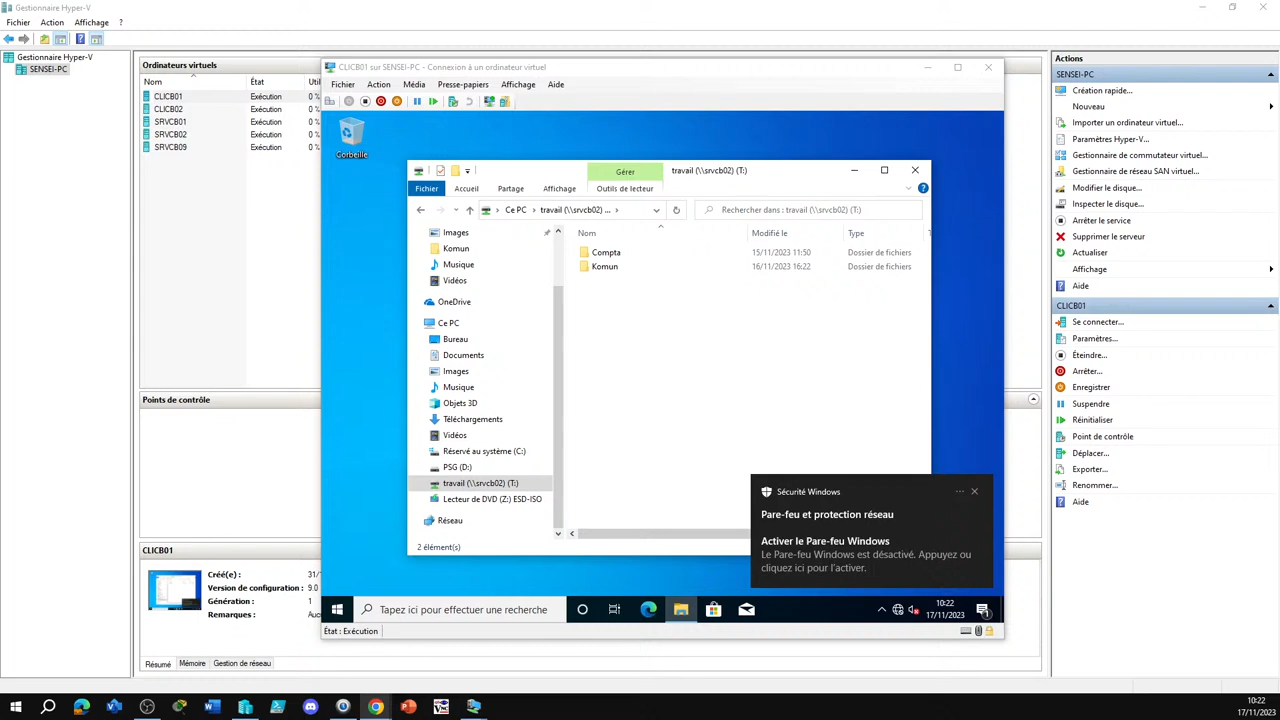 Gestionnaire Hyper-V
Fichier Action Affichage ?
Gestionnaire Hyper-V
SENSEI-PC
Ordinateurs virtuels
Nom État Util
CLICB01 Exécution 0 %
CLICB02 Exécution 0 %
SRVCB01 Exécution 0 %
SRVCB02 Exécution 0 %
SRVCB09 Exécution 0 %
Points de contrôle
CLICB01
Créé(e) : 31/
Version de configuration : 9.0
Génération : 1
Remarques : Auc
Résumé Mémoire Gestion de réseau
CLICB01 sur SENSEI-PC - Connexion à un ordinateur virtuel
Fichier Action Média Presse-papiers Affichage Aide
Corbeille
Gérer travail (\\srvcb02) (T:)
Fichier Accueil Partage Affichage Outils de lecteur
Ce PC travail (\\srvcb02) ... Rechercher dans : travail (\\srvcb02) (T:)
Images
Komun
Musique
Vidéos
OneDrive
Ce PC
Bureau
Documents
Images
Musique
Objets 3D
Téléchargements
Vidéos
Réservé au système (C:)
PSG (D:)
travail (\\srvcb02) (T:)
Lecteur de DVD (Z:) ESD-ISO
Réseau
Nom Modifié le Type T
Compta 15/11/2023 11:50 Dossier de fichiers
Komun 16/11/2023 16:22 Dossier de fichiers
2 élément(s)
Sécurité Windows
Pare-feu et protection réseau
Activer le Pare-feu Windows
Le Pare-feu Windows est désactivé. Appuyez ou
cliquez ici pour l'activer.
Tapez ici pour effectuer une recherche
10:22
17/11/2023
1
État : Exécution
Actions
SENSEI-PC
Création rapide...
Nouveau
Importer un ordinateur virtuel...
Paramètres Hyper-V...
Gestionnaire de commutateur virtuel...
Gestionnaire de réseau SAN virtuel...
Modifier le disque...
Inspecter le disque...
Arrêter le service
Supprimer le serveur
Actualiser
Affichage
Aide
CLICB01
Se connecter...
Paramètres...
Éteindre...
Arrêter...
Enregistrer
Suspendre
Réinitialiser
Point de contrôle
Déplacer...
Exporter...
Renommer...
Aide
10:22
17/11/2023